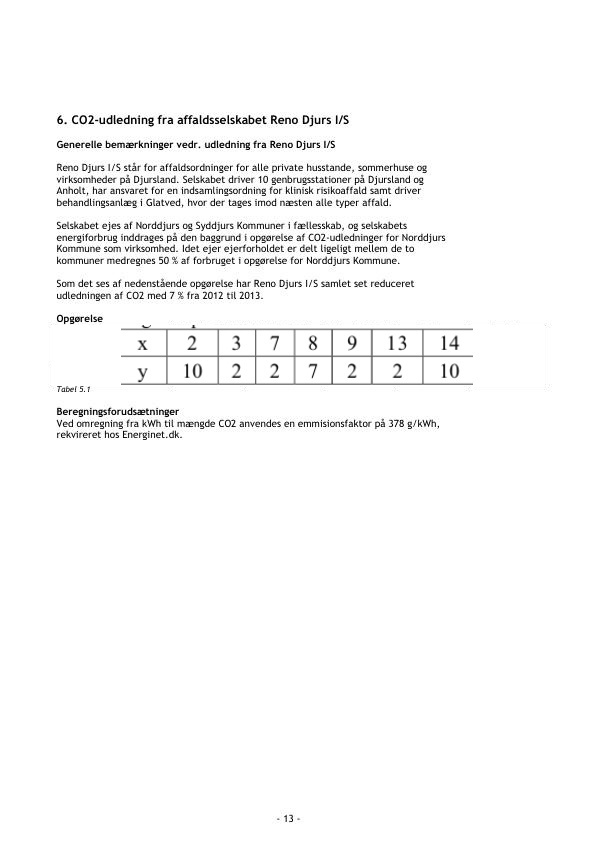 6. CO2-udledning fra affaldsselskabet Reno Djurs I/S
Generelle bemærkninger vedr. udledning fra Reno Djurs I/S
Reno Djurs I/S står for affaldsordninger for alle private husstande, sommerhuse og
virksomheder på Djursland. Selskabet driver 10 genbrugsstationer på Djursland og
Anholt, har ansvaret for en indsamlingsordning for klinisk risikoaffald samt driver
behandlingsanlæg i Glatved, hvor der tages imod næsten alle typer affald.
Selskabet ejes af Norddjurs og Syddjurs Kommuner i fællesskab, og selskabets
energiforbrug inddrages på den baggrund i opgørelse af CO2-udledninger for Norddjurs
Kommune som virksomhed. Idet ejer ejerforholdet er delt ligeligt mellem de to
kommuner medregnes 50 % af forbruget i opgørelse for Norddjurs Kommune.
Som det ses af nedenstående opgørelse har Reno Djurs I/S samlet set reduceret
udledningen af CO2 med 7 % fra 2012 til 2013.
Opgørelse
x 2 3 7 8 9 13 14
y 10 2 2 7 2 2 10
Tabel 5.1
Beregningsforudsætninger
Ved omregning fra kWh til mængde CO2 anvendes en emmisionsfaktor på 378 g/kWh,
rekvireret hos Energinet.dk.
- 13 -